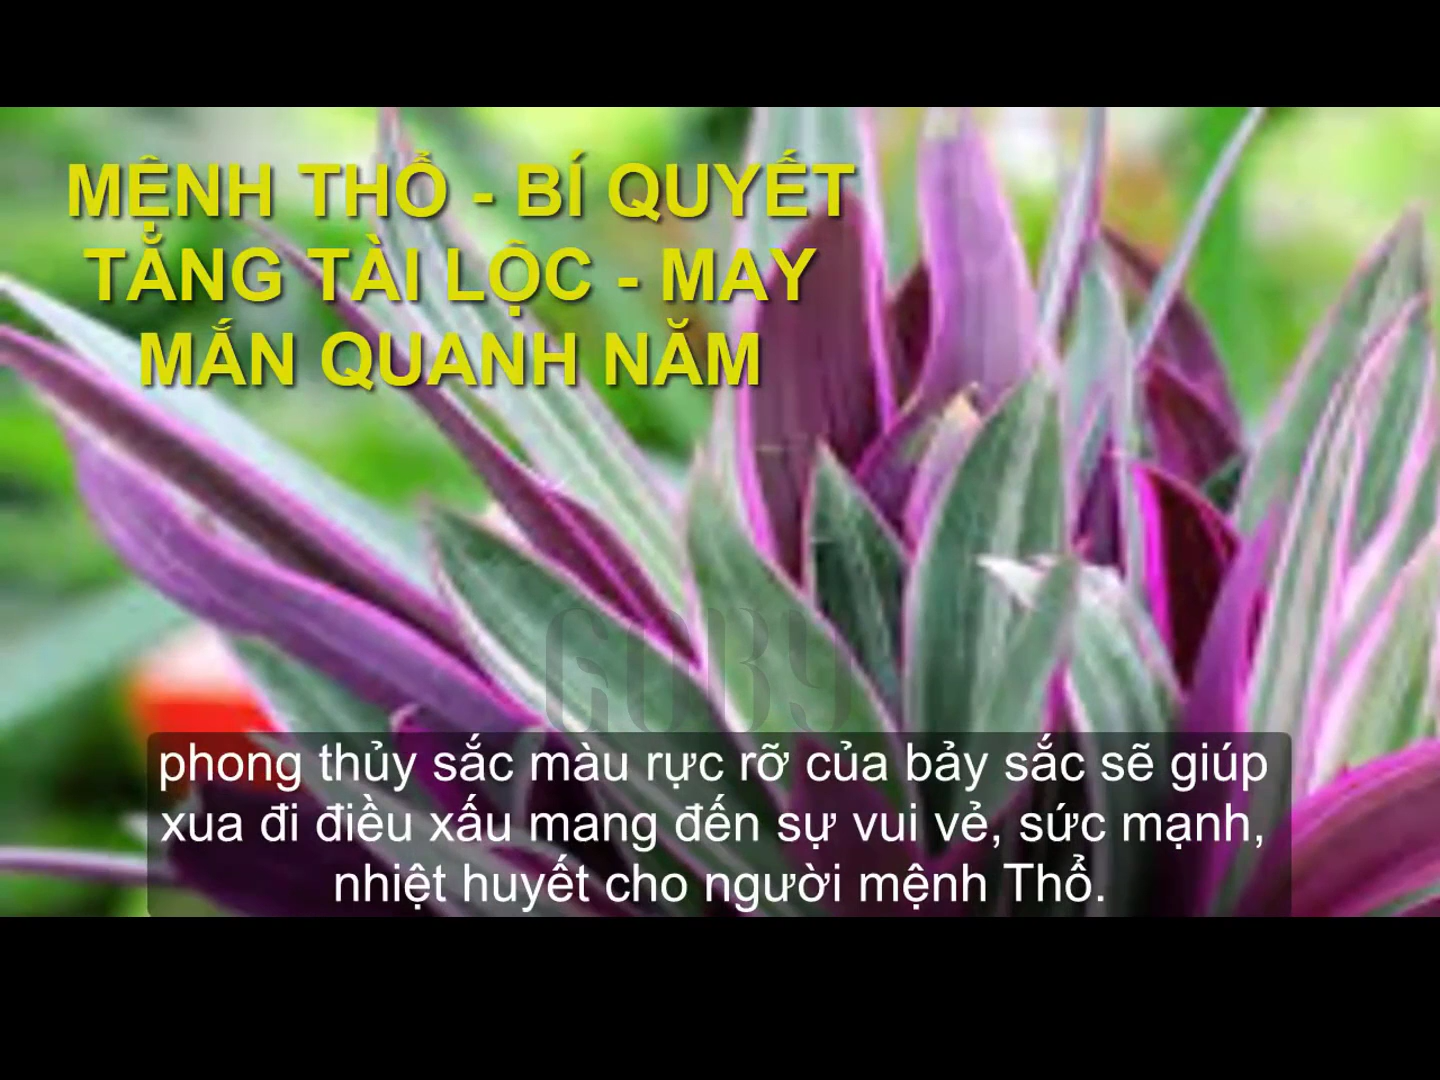 MỆNH THỔ - BÍ QUYẾT
TĂNG TÀI LỘC - MAY
MẮN QUANH NĂM
GOBY
phong thủy sắc màu rực rỡ của bảy sắc sẽ giúp
xua đi điều xấu mang đến sự vui vẻ, sức mạnh,
nhiệt huyết cho người mệnh Thổ.